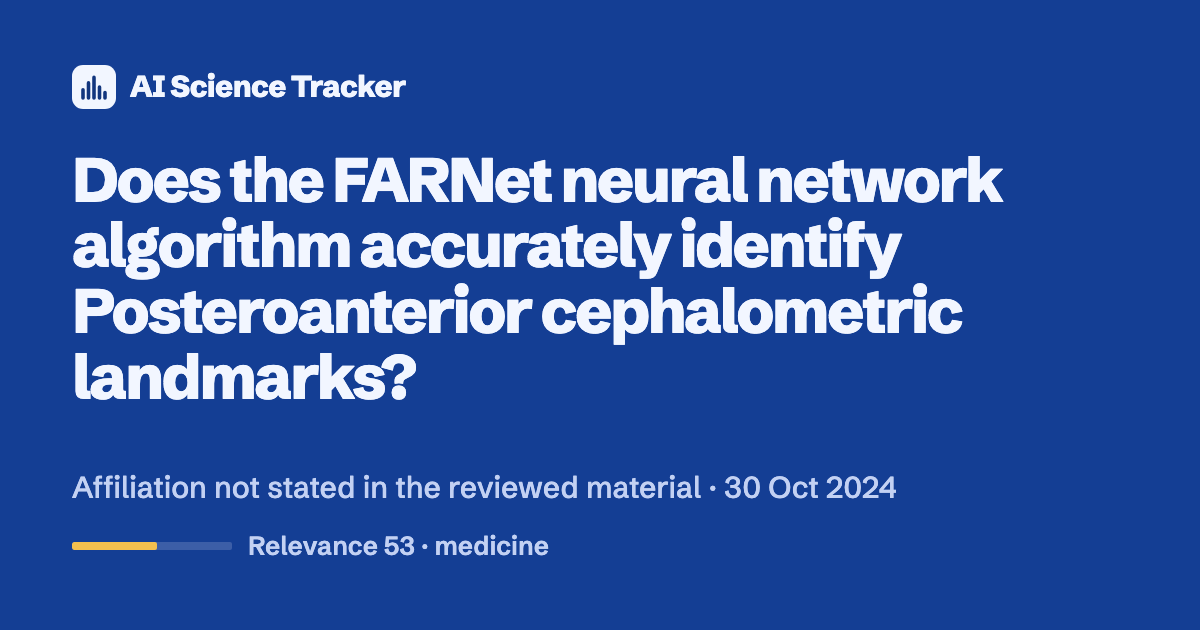 AI Science Tracker
Does the FARNet neural network
algorithm accurately identify
Posteroanterior cephalometric
landmarks?
Affiliation not stated in the reviewed material · 30 Oct 2024
Relevance 53 · medicine